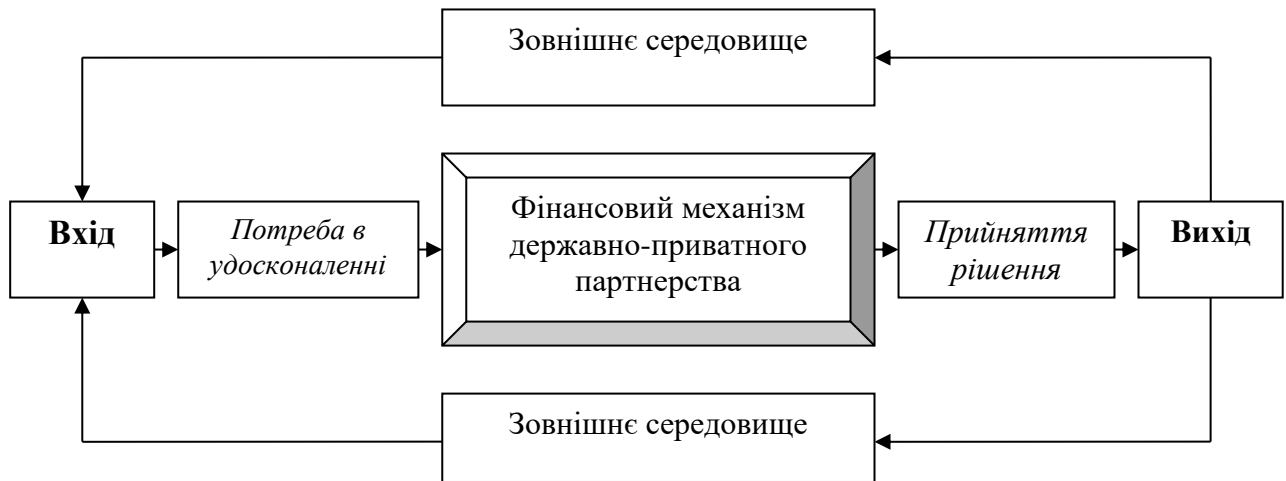 Зовнішнє середовище
Вхід
Потреба в
удосконаленні
Фінансовий механізм
державно-приватного
партнерства
Прийняття
рішення
Вихід
Зовнішнє середовище